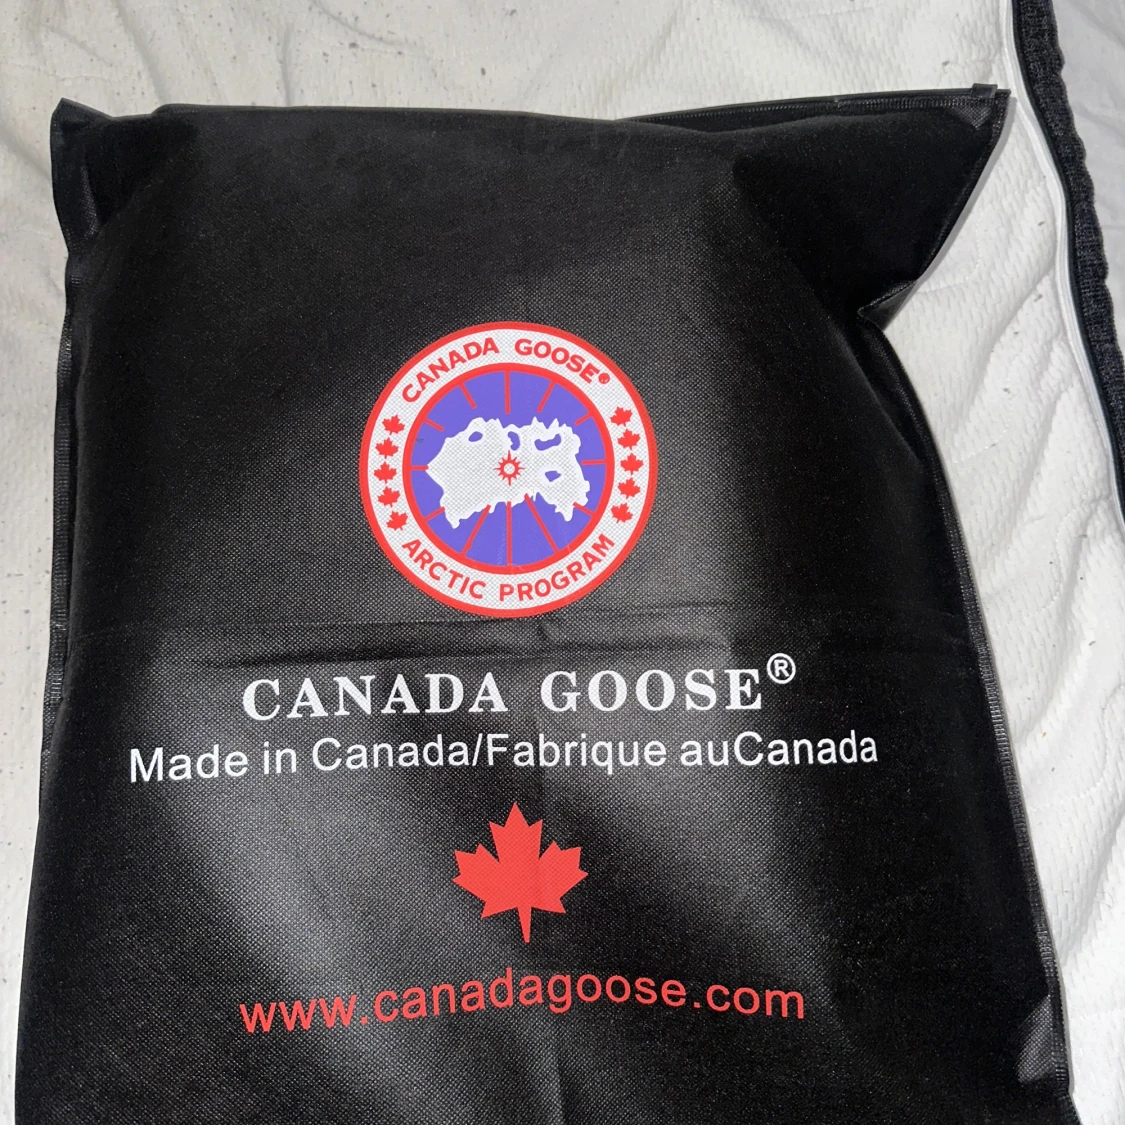 CANADA GOOSE®
ARCTIC PROGRAM
CANADA GOOSE®
Made in Canada/Fabrique auCanada
www.canadagoose.com